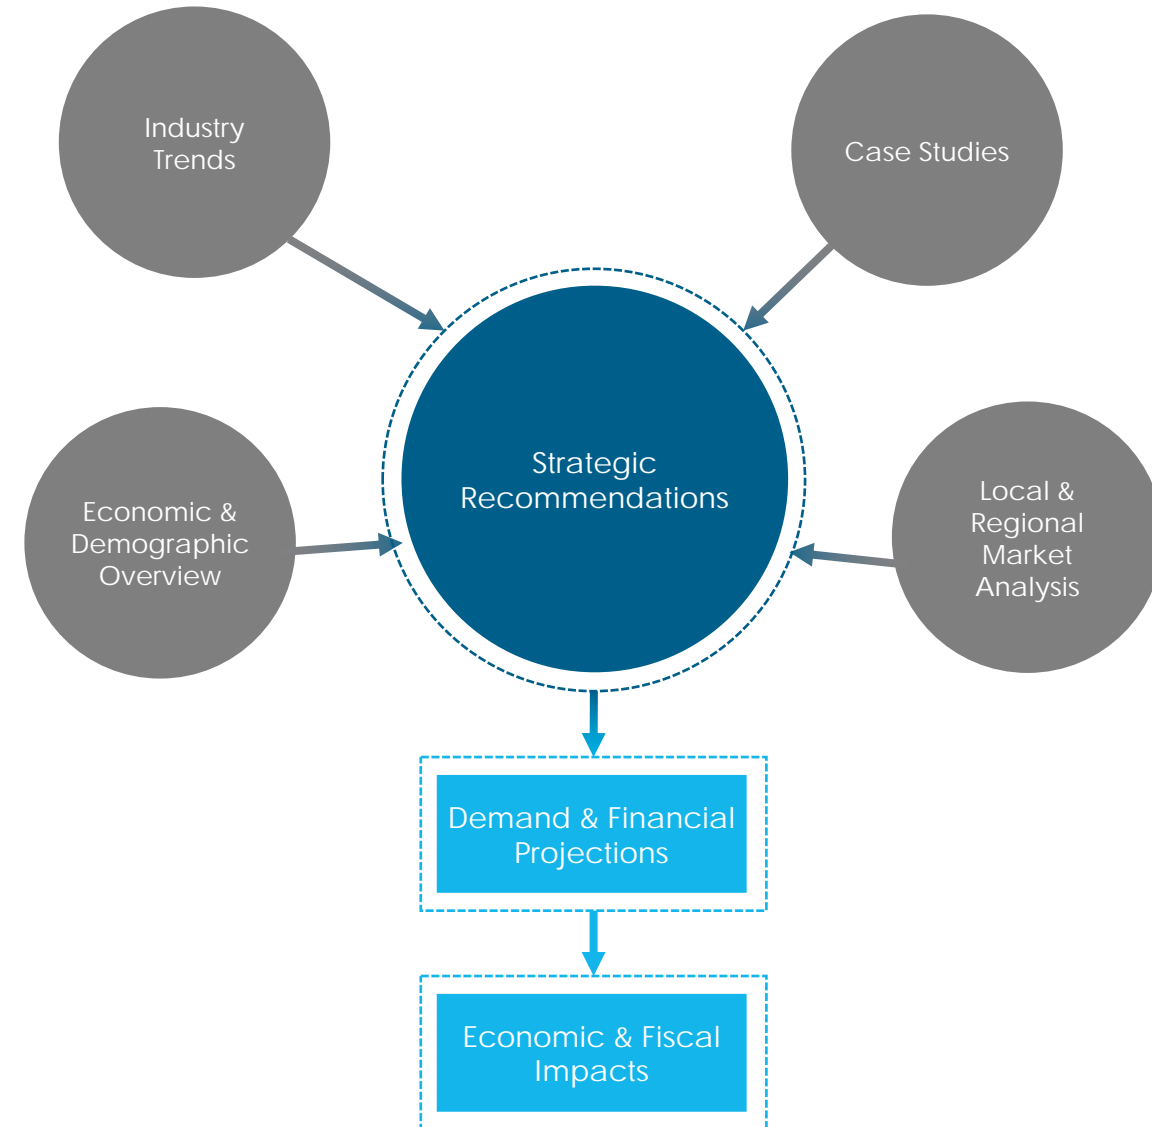 Industry
Trends
Case Studies
Strategic
Recommendations
Economic &
Demographic
Overview
Local &
Regional
Market
Analysis
Demand & Financial
Projections
Economic & Fiscal
Impacts